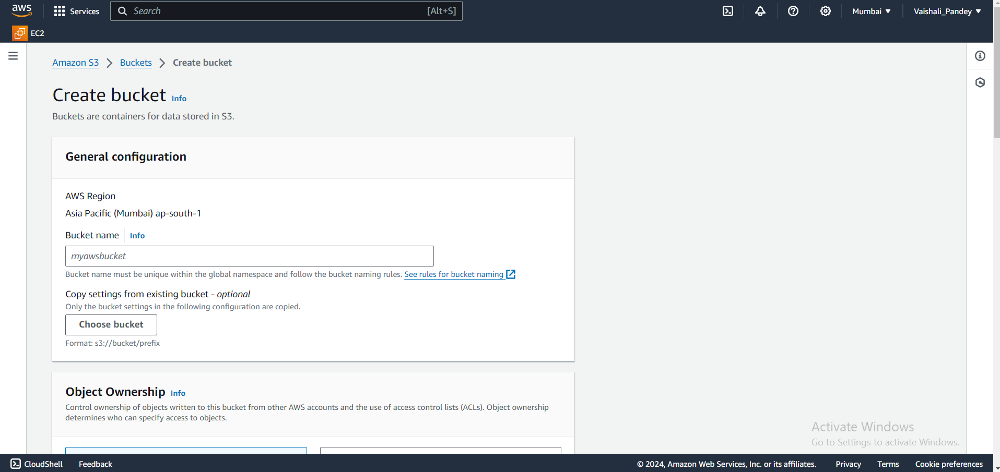 aws
Services
Search
[Alt+S]
Mumbai
Vaishali_Pandey
EC2
Amazon S3
Buckets
Create bucket
Create bucket Info
Buckets are containers for data stored in S3.
General configuration
AWS Region
Asia Pacific (Mumbai) ap-south-1
Bucket name
Info
myawsbucket
Bucket name must be unique within the global namespace and follow the bucket naming rules. See rules for bucket naming
Copy settings from existing bucket - optional
Only the bucket settings in the following configuration are copied.
Choose bucket
Format: s3://bucket/prefix
Object Ownership Info
Control ownership of objects written to this bucket from other AWS accounts and the use of access control lists (ACLs). Object ownership
determines who can specify access to objects.
Activate Windows
Go to Settings to activate Windows.
CloudShell
Feedback
© 2024, Amazon Web Services, Inc. or its affiliates.
Privacy
Terms
Cookie preferences